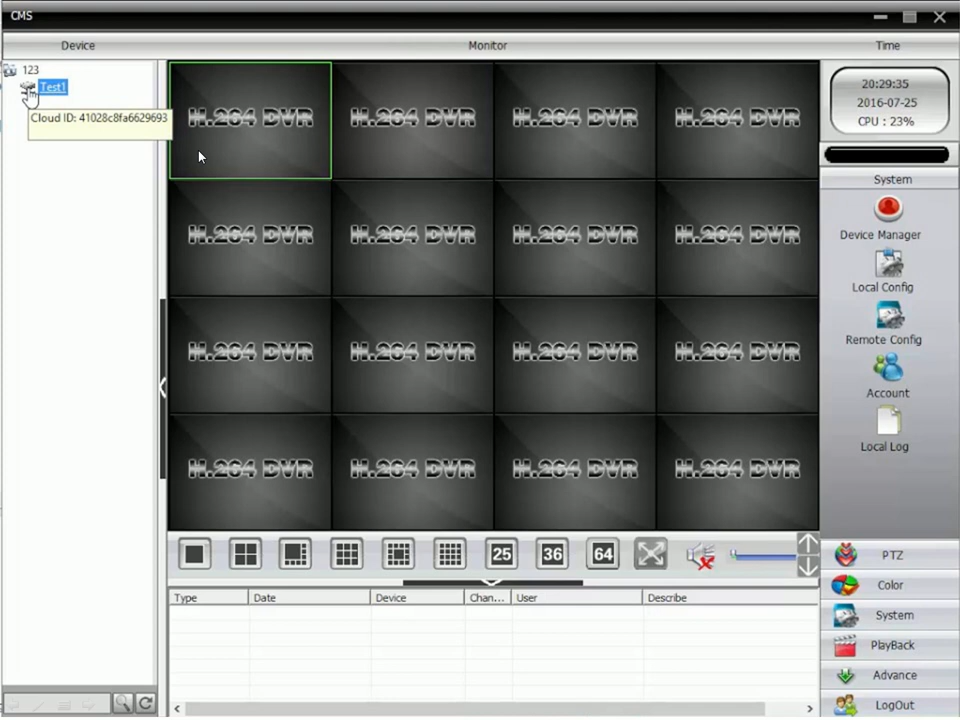 CMS
Device
Monitor
Time
123
Test1
Cloud ID: 41028c8fa6629693
H.264 DVR H.264 DVR H.264 DVR H.264 DVR
H.264 DVR H.264 DVR H.264 DVR H.264 DVR
H.264 DVR H.264 DVR H.264 DVR H.264 DVR
H.264 DVR H.264 DVR H.264 DVR H.264 DVR
20:29:35
2016-07-25
CPU : 23%
System
Device Manager
Local Config
Remote Config
Account
Local Log
25 36 64
PTZ
Color
System
PlayBack
Advance
LogOut
Type Date Device Chan... User Describe